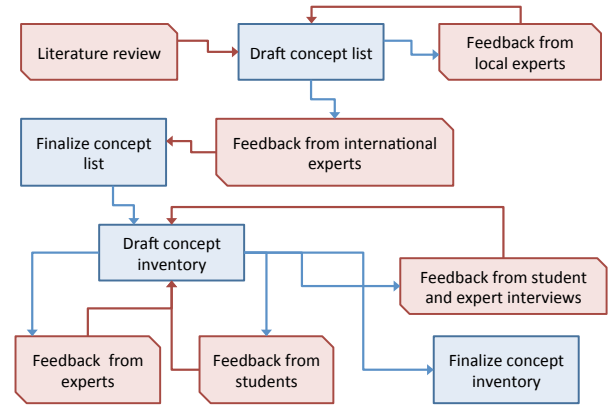 Literature review
Draft concept list
Feedback from
local experts
Finalize concept
list
Feedback from international
experts
Draft concept
inventory
Feedback from student
and expert interviews
Feedback from
experts
Feedback from
students
Finalize concept
inventory